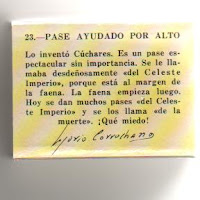 23.—PASE AYUDADO POR ALTO
Lo inventó Cúchares. Es un pase es-
pectacular sin importancia. Se le lla-
maba desdeñosamente «del Celeste
Imperio», porque está al margen de
la faena. La faena empieza luego.
Hoy se dan muchos pases «del Celes-
te Imperio» y se los llama «de la
muerte». ¡Qué miedo!